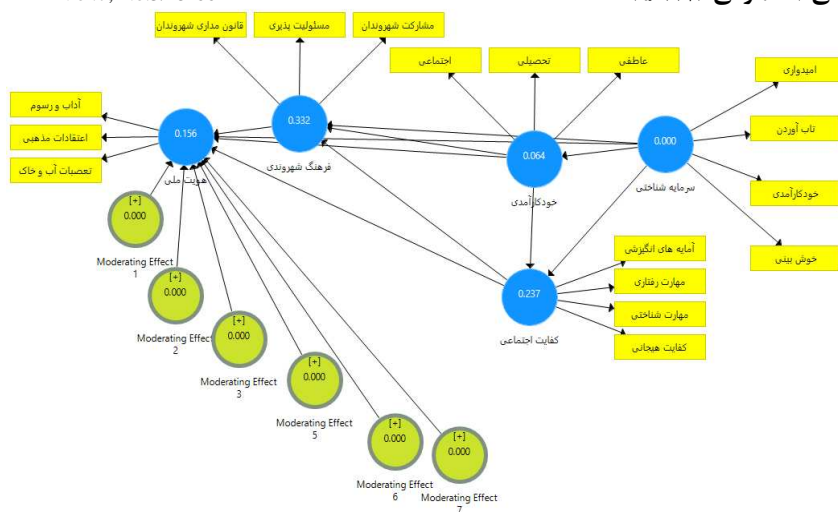 قانون مداری شهروندان
مسئولیت پذیری
مشارکت شهروندان
اجتماعی
تحصیلی
عاطفی
امیدواری
تاب آوردن
خودکارآمدی
خوش بینی
آداب و رسوم
اعتقادات مذهبی
تعصبات آب و خاک
0.156
هویت ملی
0.332
فرهنگ شهروندی
0.064
خودکارآمدی
0.000
سرمایه شناختی
0.237
کفایت اجتماعی
آمایه های انگیزشی
مهارت رفتاری
مهارت شناختی
کفایت هیجانی
[+]
0.000
Moderating Effect
1
[+]
0.000
Moderating Effect
2
[+]
0.000
Moderating Effect
3
[+]
0.000
Moderating Effect
5
[+]
0.000
Moderating Effect
6
[+]
0.000
Moderating Effect
7